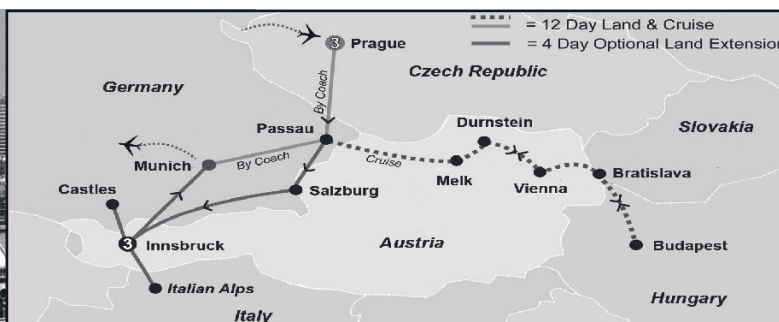 = 12 Day Land & Cruise
= 4 Day Optional Land Extension
3 Prague
Czech Republic
Germany
By Coach
Durnstein
Passau
Slovakia
Munich
By Coach
Cruise
Melk
Vienna
Bratislava
Castles
Salzburg
3 Innsbruck
Austria
Budapest
Italian Alps
Hungary
Italy